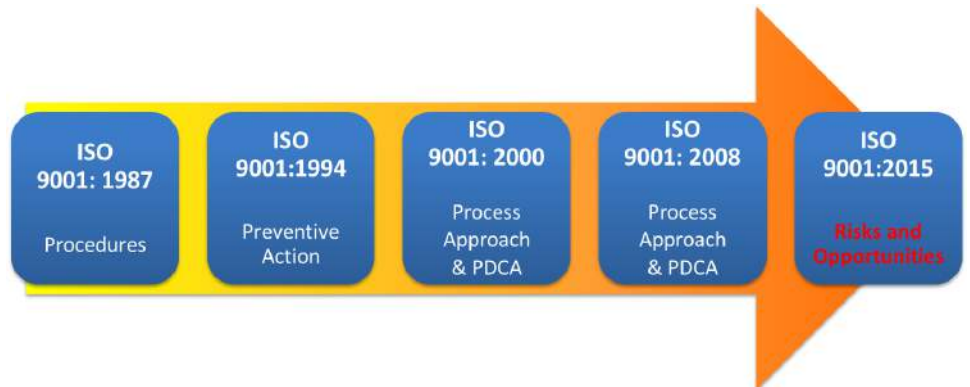 ISO
9001: 1987
Procedures
ISO
9001:1994
Preventive
Action
ISO
9001: 2000
Process
Approach
& PDCA
ISO
9001: 2008
Process
Approach
& PDCA
ISO
9001:2015
Risks and
Opportunities